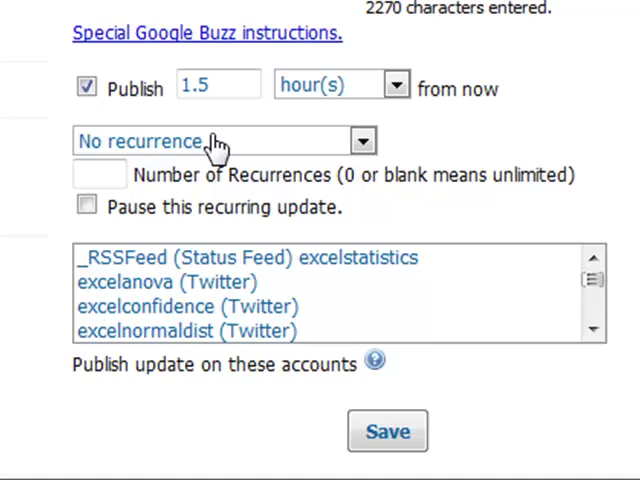 2270 characters entered.
Special Google Buzz instructions.
Publish 1.5 hour(s) from now
No recurrence
Number of Recurrences (0 or blank means unlimited)
Pause this recurring update.
_RSSFeed (Status Feed) excelstatistics
excelanova (Twitter)
excelconfidence (Twitter)
excelnormaldist (Twitter)
Publish update on these accounts ?
Save